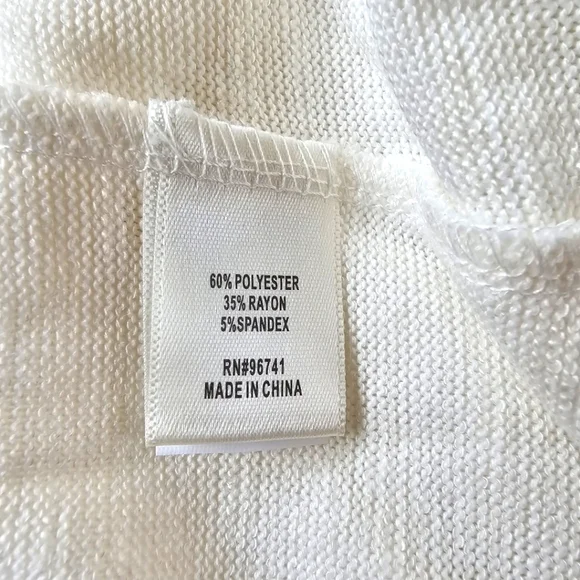 60% POLYESTER
35% RAYON
5%SPANDEX
RN#96741
MADE IN CHINA